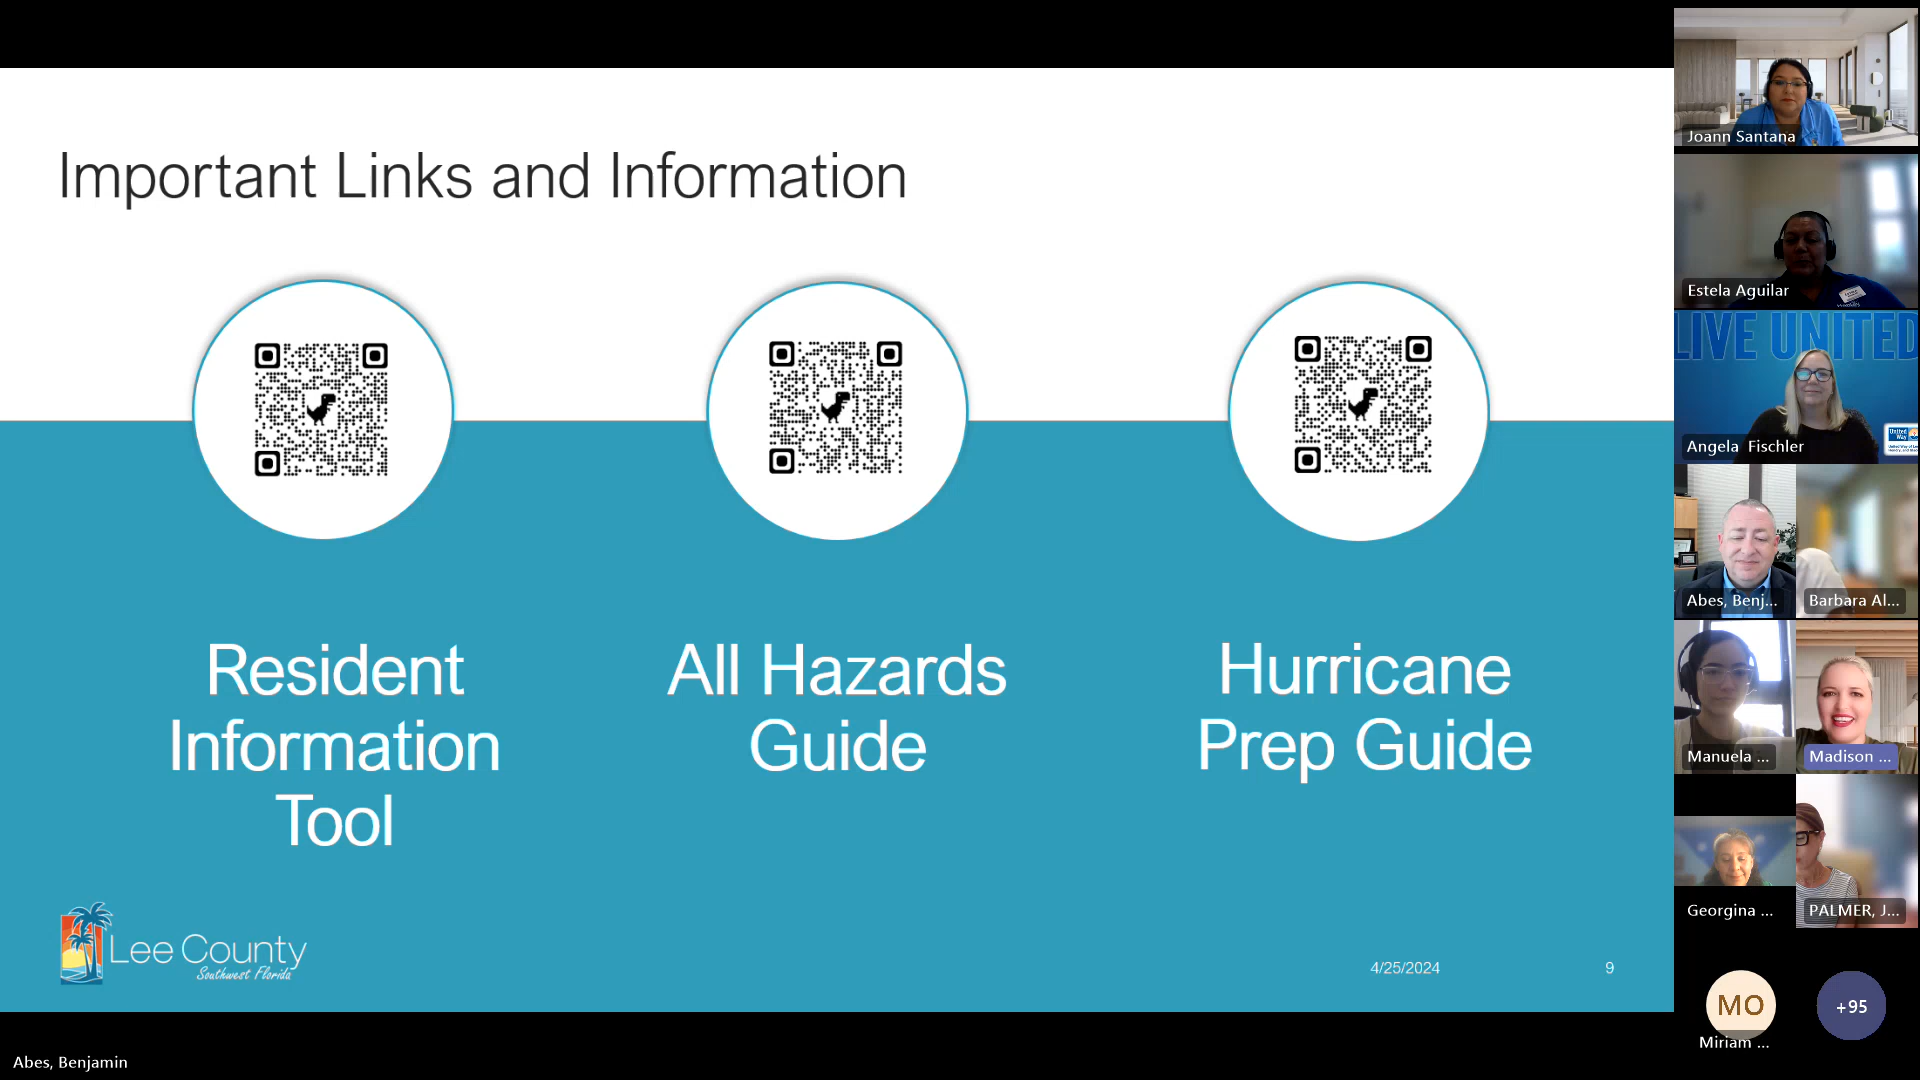 Important Links and Information
Resident
Information
Tool
All Hazards
Guide
Hurricane
Prep Guide
Lee County
Southwest Florida
4/25/2024
9
Abes, Benjamin
Joann Santana
Estela Aguilar
LIVE UNITED
Angela Fischler
United
Way
Abes, Benj...
Barbara Al...
Manuela ...
Madison ...
Georgina ...
PALMER, J...
MO
Miriam ...
+95